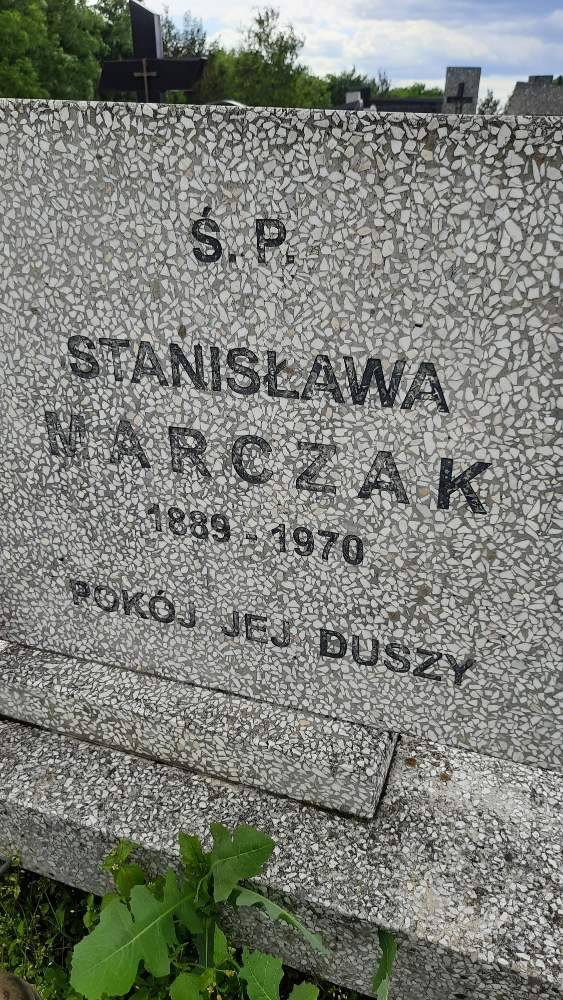 Ś. P.
STANISŁAWA
MARCZAK
1889 - 1970
POKÓJ JEJ DUSZY